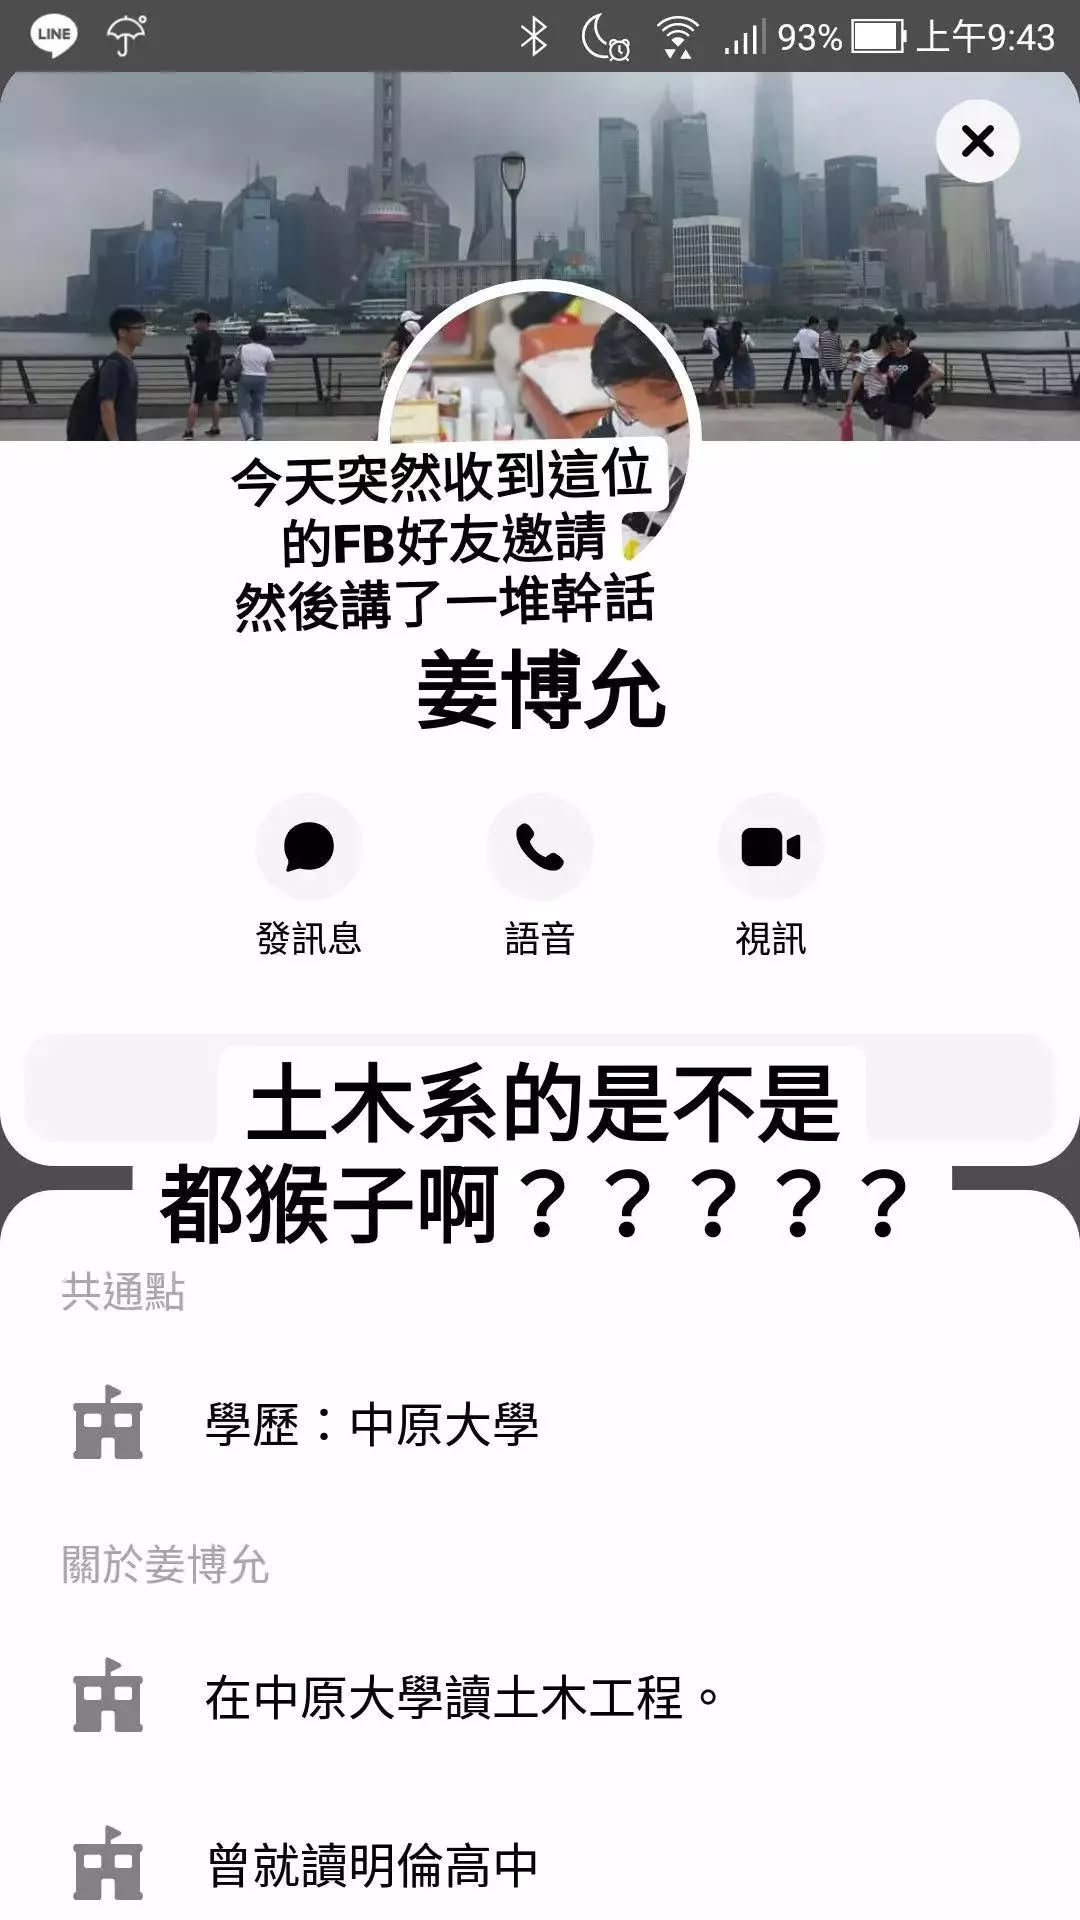 LINE
93% 上午9:43
今天突然收到這位
的FB好友邀請
然後講了一堆幹話
姜博允
發訊息 語音 視訊
土木系的是不是
都猴子啊？？？？？
共通點
學歷：中原大學
關於姜博允
在中原大學讀土木工程。
曾就讀明倫高中